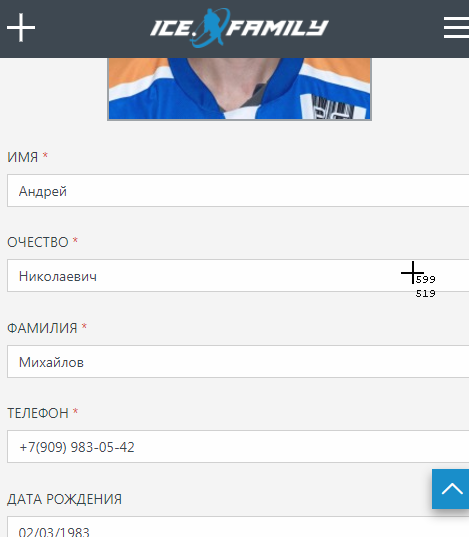 ICE.FAMILY
ИМЯ *
Андрей
ОЧЕСТВО *
Николаевич
599
519
ФАМИЛИЯ *
Михайлов
ТЕЛЕФОН *
+7(909) 983-05-42
ДАТА РОЖДЕНИЯ
02/03/1983